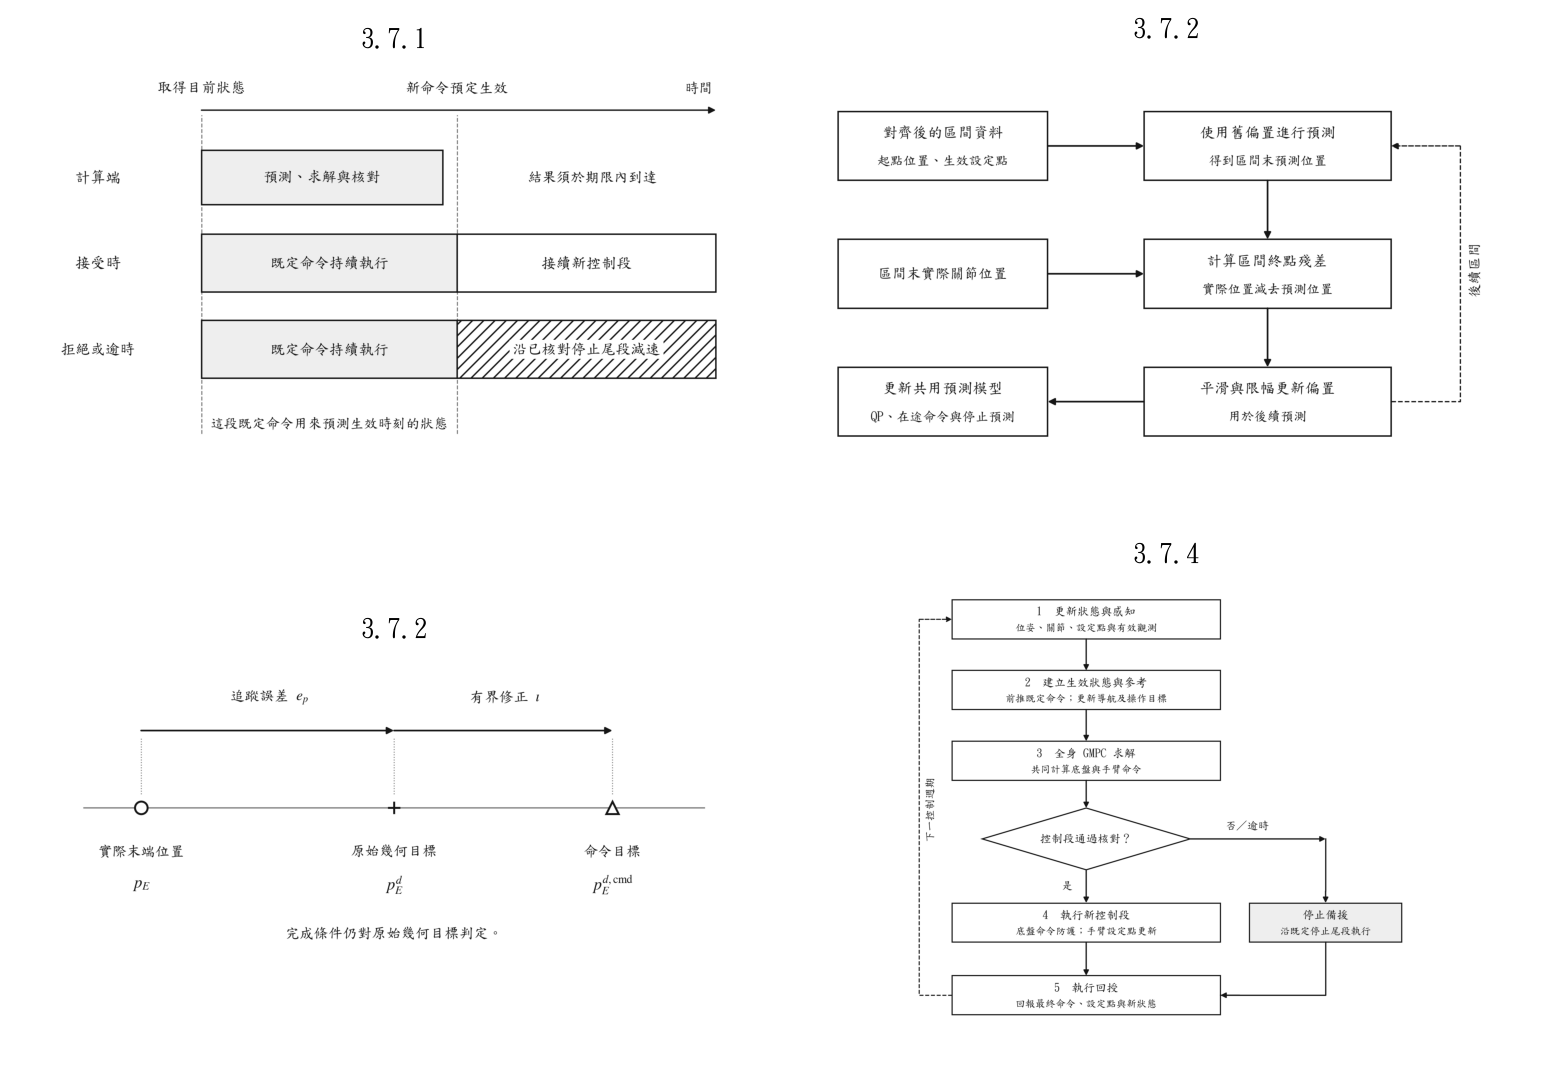 3.7.1
取得目前狀態
新命令預定生效
時間
計算端
預測、求解與核對
結果須於期限內到達
接受時
既定命令持續執行
接續新控制段
拒絕或逾時
既定命令持續執行
沿已核對停止尾段減速
這段既定命令用來預測生效時刻的狀態
3.7.2
對齊後的區間資料
起點位置、生效設定點
使用舊偏置進行預測
得到區間末預測位置
區間末實際關節位置
計算區間終點殘差
實際位置減去預測位置
後續區間
更新共用預測模型
QP、在途命令與停止預測
平滑與限幅更新偏置
用於後續預測
3.7.2
追蹤誤差 e_p
有界修正 ι
實際末端位置
原始幾何目標
命令目標
p_E
p_E^d
p_E^{d,cmd}
完成條件仍對原始幾何目標判定。
3.7.4
1 更新狀態與感知
位姿、關節、設定點與有效觀測
2 建立生效狀態與參考
前推既定命令；更新導航及操作目標
3 全身 GMPC 求解
共同計算底盤與手臂命令
下一控制週期
控制段通過核對？
否／逾時
是
4 執行新控制段
底盤命令防護；手臂設定點更新
停止備援
沿既定停止尾段執行
5 執行回授
回報最終命令、設定點與新狀態